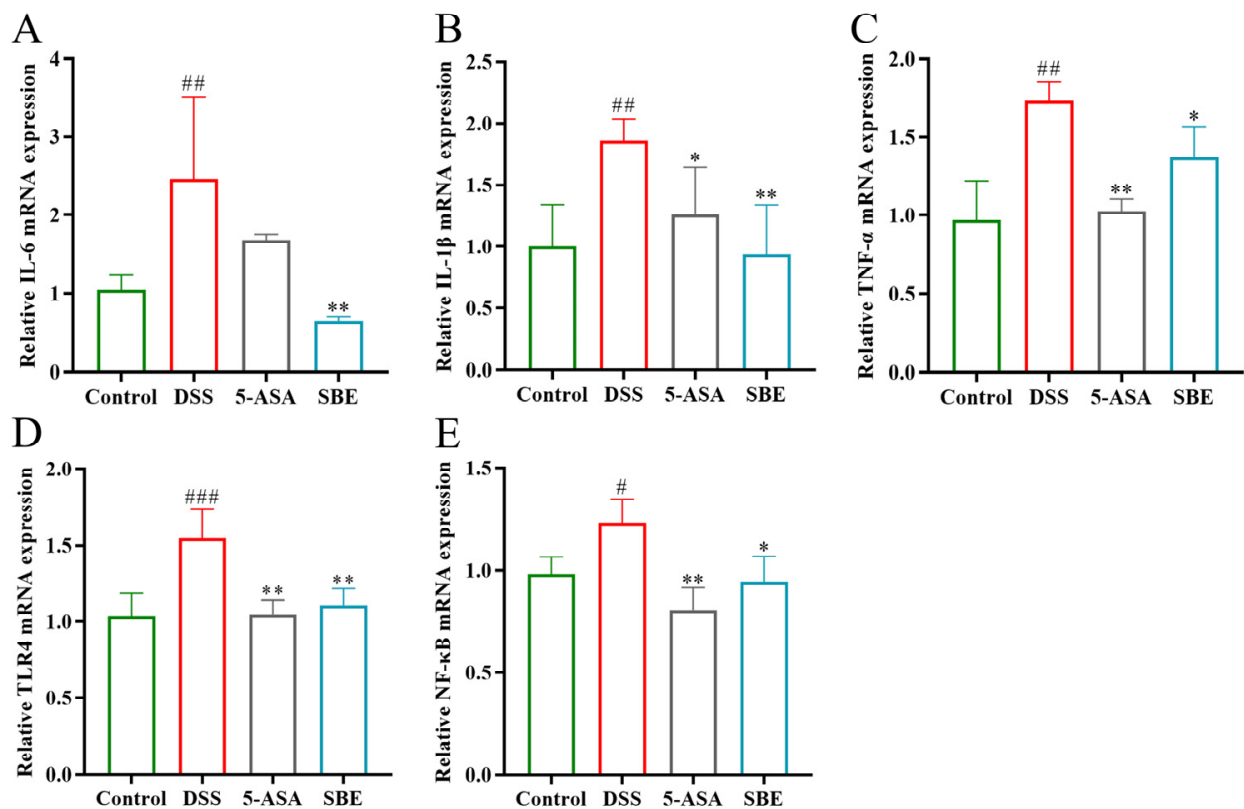 A
Relative IL-6 mRNA expression
4
3
2
1
0
##
**
Control DSS 5-ASA SBE
B
Relative IL-1β mRNA expression
2.5
2.0
1.5
1.0
0.5
0.0
##
*
**
Control DSS 5-ASA SBE
C
Relative TNF-α mRNA expression
2.0
1.5
1.0
0.5
0.0
##
**
*
Control DSS 5-ASA SBE
D
Relative TLR4 mRNA expression
2.0
1.5
1.0
0.5
0.0
###
**
**
Control DSS 5-ASA SBE
E
Relative NF-κB mRNA expression
1.5
1.0
0.5
0.0
#
**
*
Control DSS 5-ASA SBE